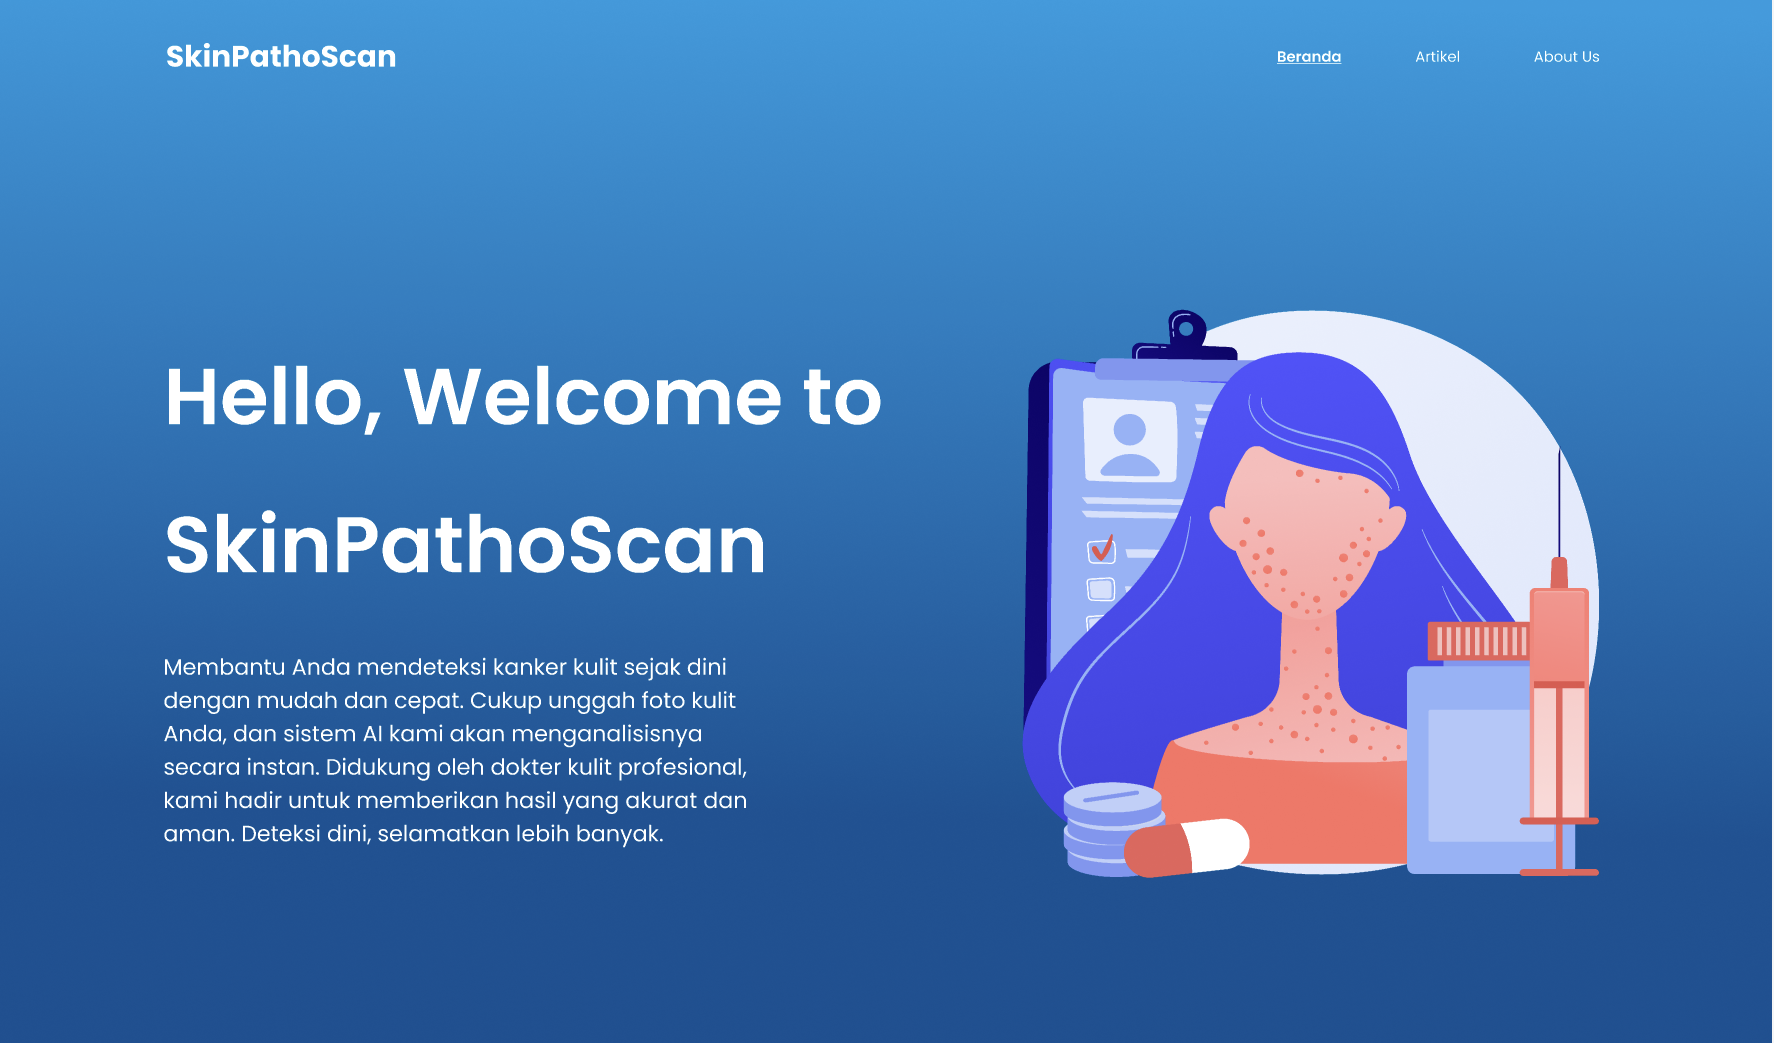 SkinPathoScan
Beranda
Artikel
About Us
Hello, Welcome to
SkinPathoScan
Membantu Anda mendeteksi kanker kulit sejak dini
dengan mudah dan cepat. Cukup unggah foto kulit
Anda, dan sistem AI kami akan menganalisisnya
secara instan. Didukung oleh dokter kulit profesional,
kami hadir untuk memberikan hasil yang akurat dan
aman. Deteksi dini, selamatkan lebih banyak.